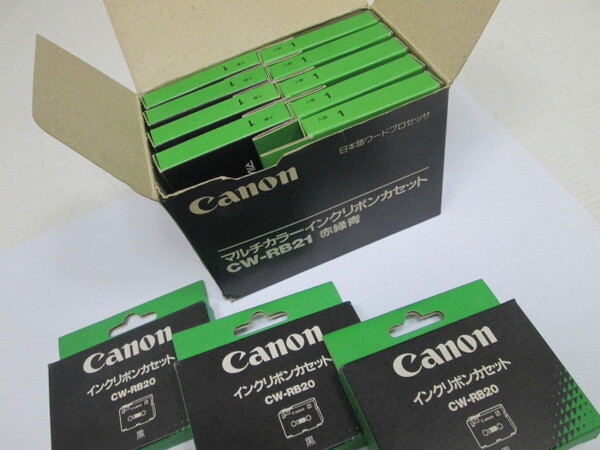 日本語ワードプロセッサ
Canon
マルチカラーインクリボンカセット
CW-RB21 赤緑青
Canon
インクリボンカセット
CW-RB20
黒
Canon
インクリボンカセット
CW-RB20
黒
Canon
インクリボンカセット
CW-RB20
黒